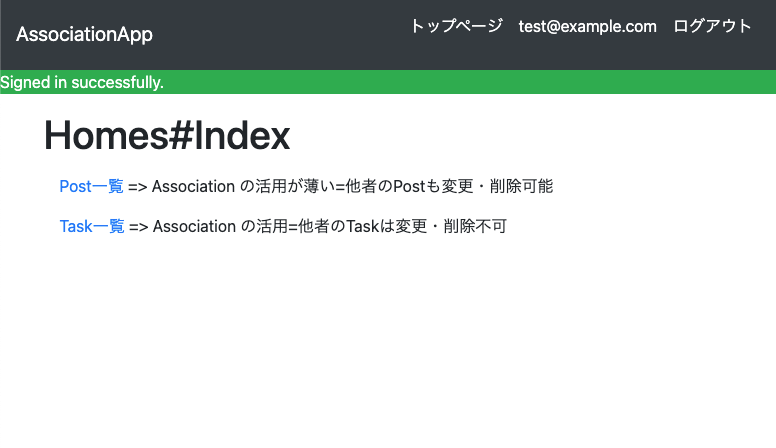 AssociationApp
トップページ test@example.com ログアウト
Signed in successfully.
Homes#Index
Post一覧 => Association の活用が薄い=他者のPostも変更・削除可能
Task一覧 => Association の活用=他者のTaskは変更・削除不可